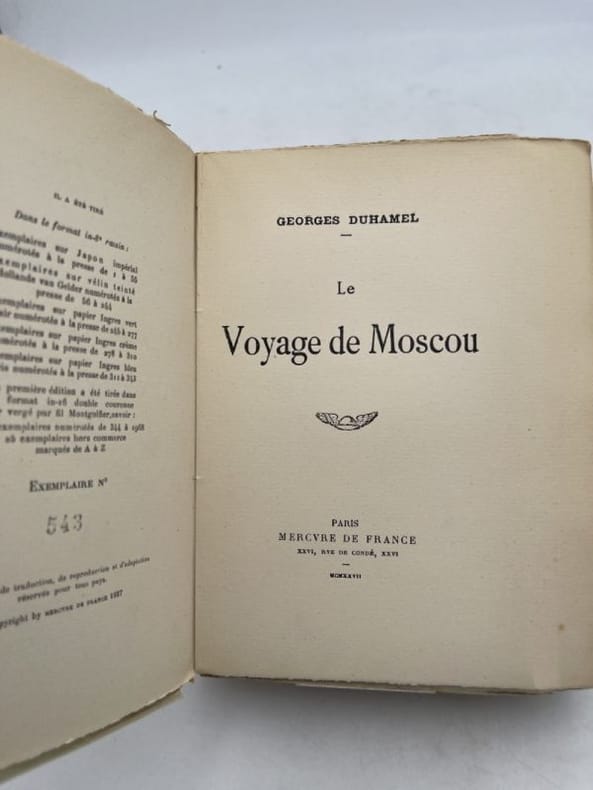 IL A ÉTÉ TIRÉ
Dans le format in-8° raisin :
exemplaires sur Japon impérial
numérotés à la presse de 1 à 55
exemplaires sur vélin teinté
Hollande van Gelder numérotés à la
presse de 56 à 244
exemplaires sur papier Ingres vert
numérotés à la presse de 245 à 277
exemplaires sur papier Ingres crème
numérotés à la presse de 278 à 310
exemplaires sur papier Ingres bleu
numérotés à la presse de 311 à 343
première édition a été tirée dans
format in-16 double couronne
vergé pur fil Montgolfier, savoir :
exemplaires numérotés de 344 à 1968
26 exemplaires hors commerce
marqués de A à Z
EXEMPLAIRE N°
543
de traduction, de reproduction et d'adaptation
réservés pour tous pays.
Copyright by MERCVRE DE FRANCE 1927
GEORGES DUHAMEL
Le
Voyage de Moscou
PARIS
MERCVRE DE FRANCE
XXVI, RVE DE CONDÉ, XXVI
MCMXXVII